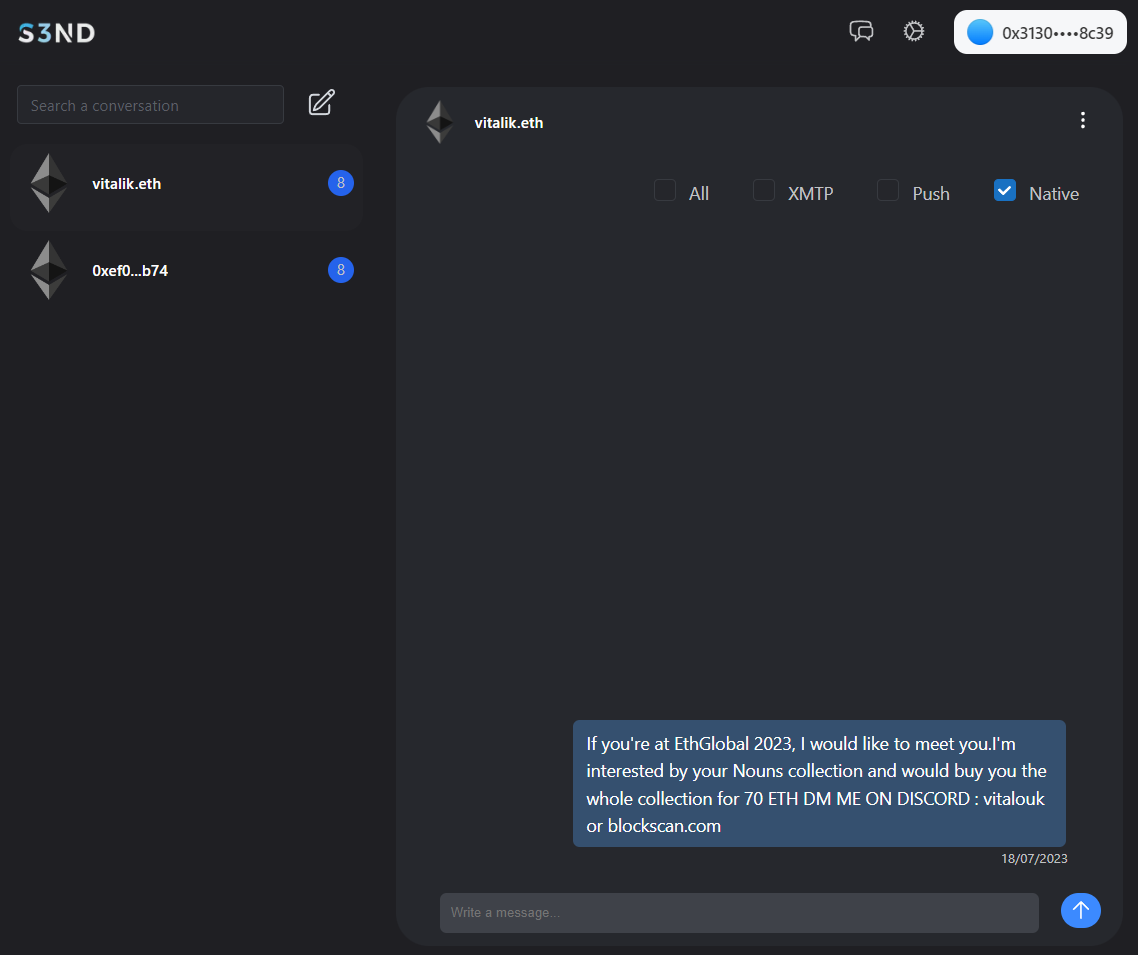 S3ND
0x3130••••8c39
Search a conversation
vitalik.eth
8
0xef0...b74
8
vitalik.eth
All
XMTP
Push
Native
If you're at EthGlobal 2023, I would like to meet you.I'm
interested by your Nouns collection and would buy you the
whole collection for 70 ETH DM ME ON DISCORD : vitalouk
or blockscan.com
18/07/2023
Write a message...